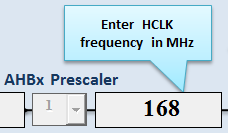 Enter HCLK
frequency in MHz
AHBx Prescaler
1
168